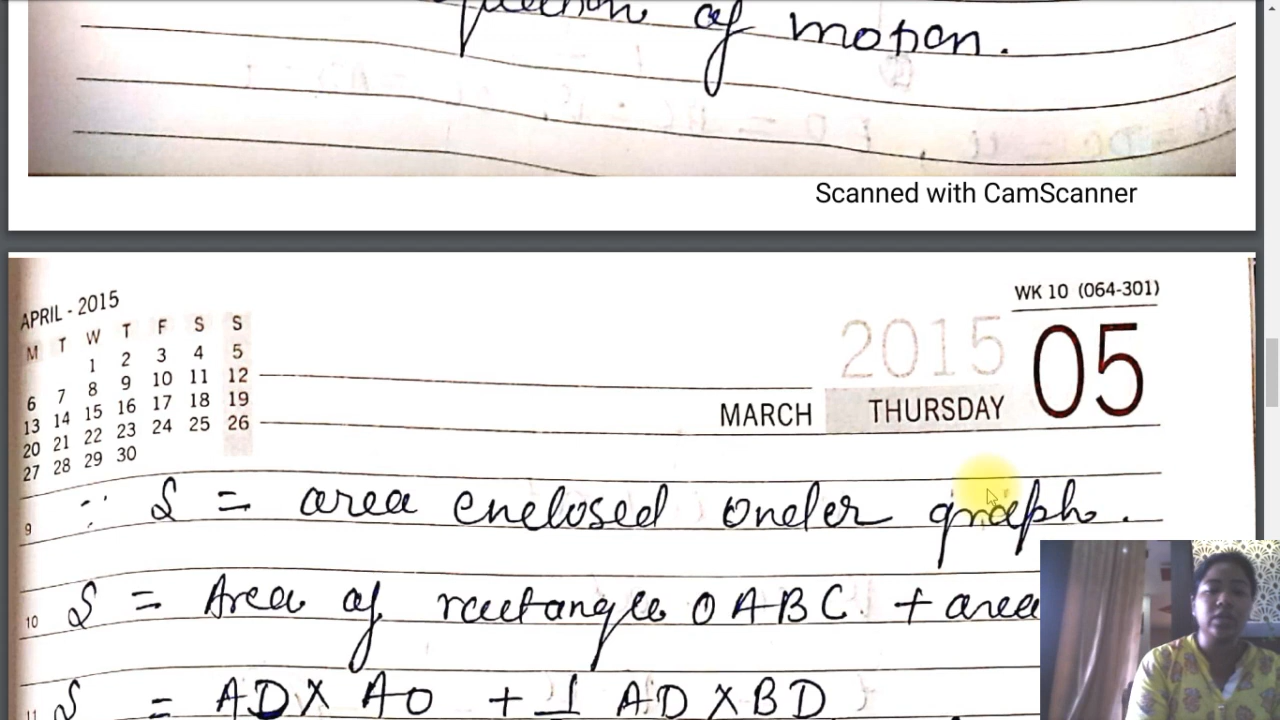 of motion.
Scanned with CamScanner
APRIL - 2015
M T W T F S S
1 2 3 4 5
6 7 8 9 10 11 12
13 14 15 16 17 18 19
20 21 22 23 24 25 26
27 28 29 30
WK 10 (064-301)
2015 05
MARCH THURSDAY
9 ∵ S = area enclosed under graph.
10 S = Area of rectangle OABC + area
11 S = AD X AO + 1 AD X BD